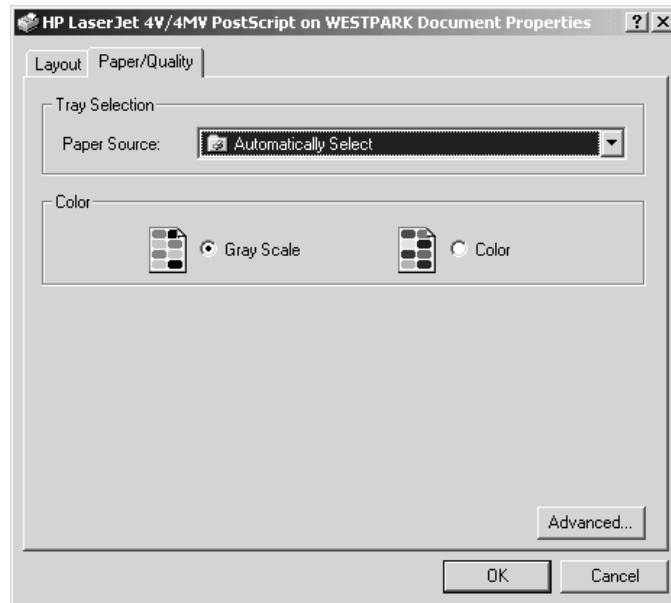 HP LaserJet 4V/4MV PostScript on WESTPARK Document Properties ? X
Layout Paper/Quality
Tray Selection
Paper Source: Automatically Select
Color
Gray Scale Color
Advanced...
OK Cancel